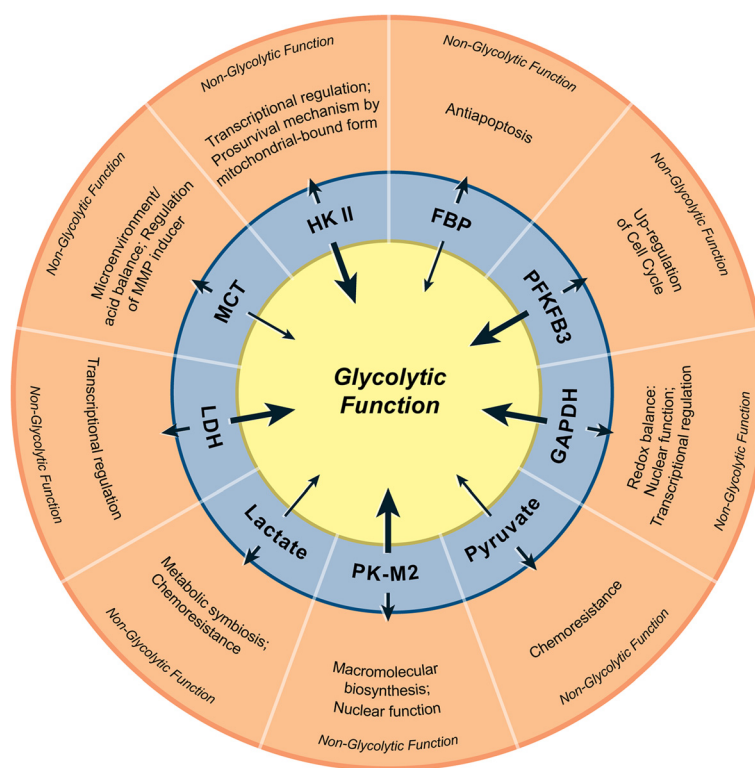 Non-Glycolytic Function
Transcriptional regulation;
Prosurvival mechanism by
mitochondrial-bound form
HK II
Non-Glycolytic Function
Antiapoptosis
FBP
Non-Glycolytic Function
Up-regulation
of Cell Cycle
PFKFB3
Non-Glycolytic Function
Redox balance:
Nuclear function;
Transcriptional regulation
GAPDH
Non-Glycolytic Function
Chemoresistance
Pyruvate
Non-Glycolytic Function
Macromolecular
biosynthesis;
Nuclear function
PK-M2
Non-Glycolytic Function
Metabolic symbiosis;
Chemoresistance
Lactate
Non-Glycolytic Function
Transcriptional regulation
LDH
Non-Glycolytic Function
Microenvironment/
acid balance; Regulation
of MMP inducer
MCT
Glycolytic
Function